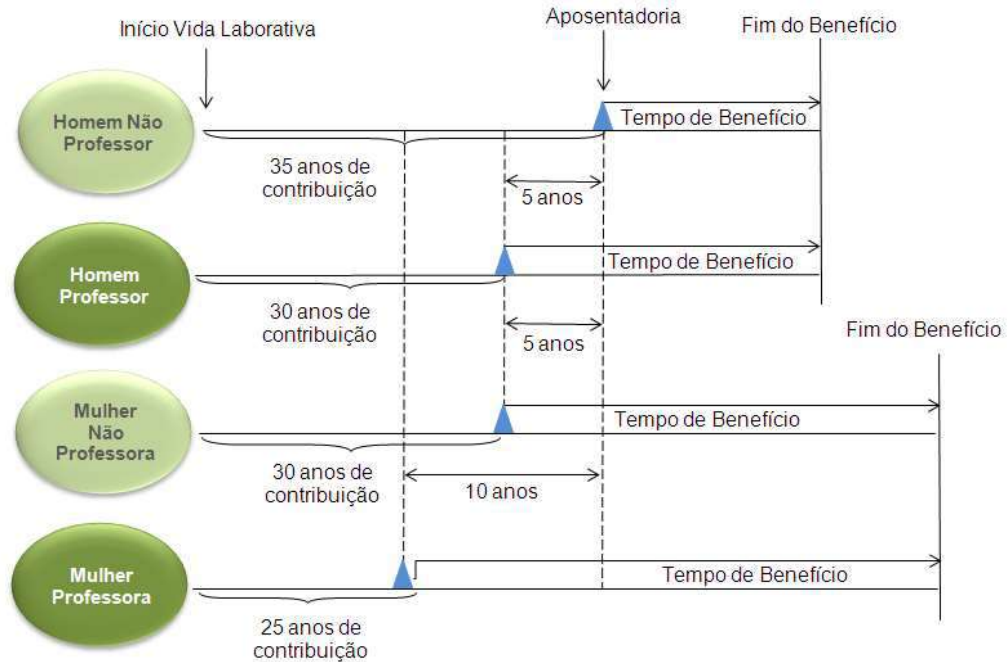 Início Vida Laborativa
Aposentadoria
Fim do Benefício
Homem Não
Professor
Tempo de Benefício
35 anos de
contribuição
5 anos
Homem
Professor
Tempo de Benefício
30 anos de
contribuição
5 anos
Fim do Benefício
Mulher
Não
Professora
Tempo de Benefício
30 anos de
contribuição
10 anos
Mulher
Professora
Tempo de Benefício
25 anos de
contribuição